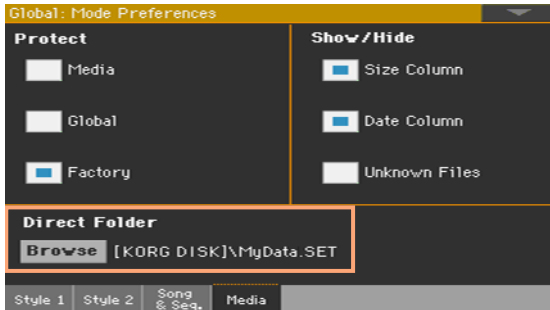 Global: Mode Preferences
Protect
Show/Hide
Media
Size Column
Global
Date Column
Factory
Unknown Files
Direct Folder
Browse [KORG DISK]\MyData.SET
Style 1
Style 2
Song
& Seq.
Media